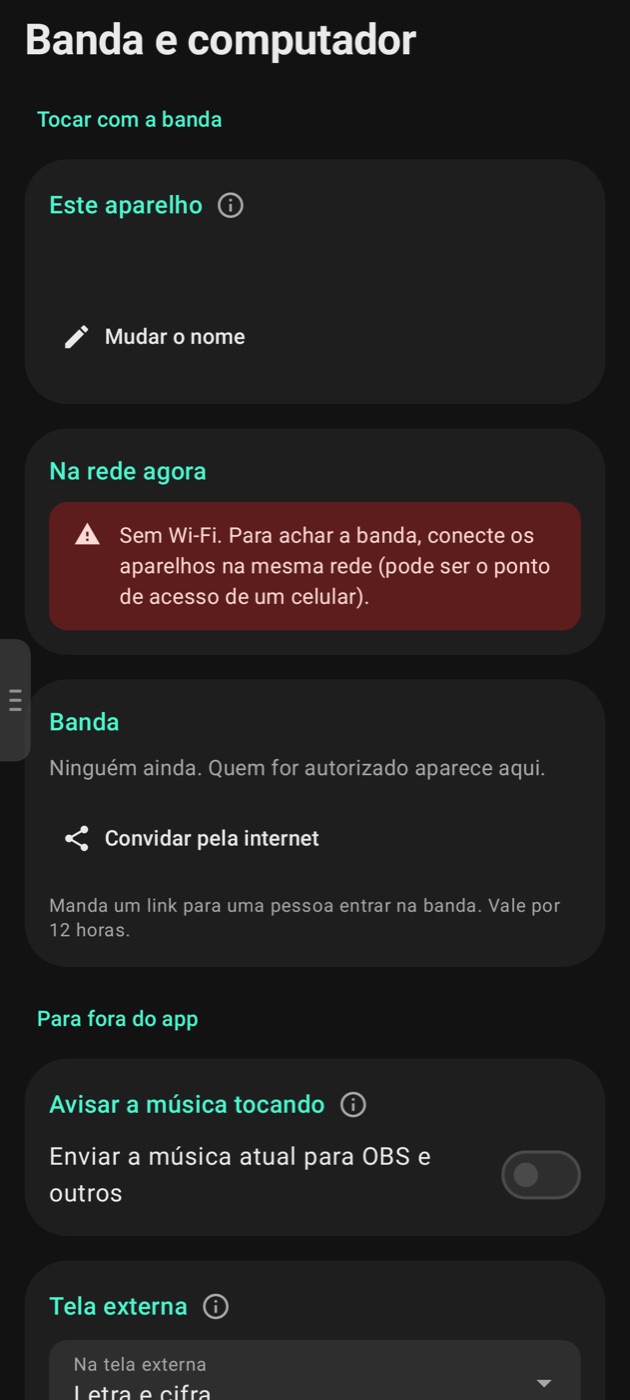 Banda e computador
Tocar com a banda
Este aparelho
Mudar o nome
Na rede agora
Sem Wi-Fi. Para achar a banda, conecte os
aparelhos na mesma rede (pode ser o ponto
de acesso de um celular).
Banda
Ninguém ainda. Quem for autorizado aparece aqui.
Convidar pela internet
Manda um link para uma pessoa entrar na banda. Vale por
12 horas.
Para fora do app
Avisar a música tocando
Enviar a música atual para OBS e
outros
Tela externa
Na tela externa
Letra e cifra